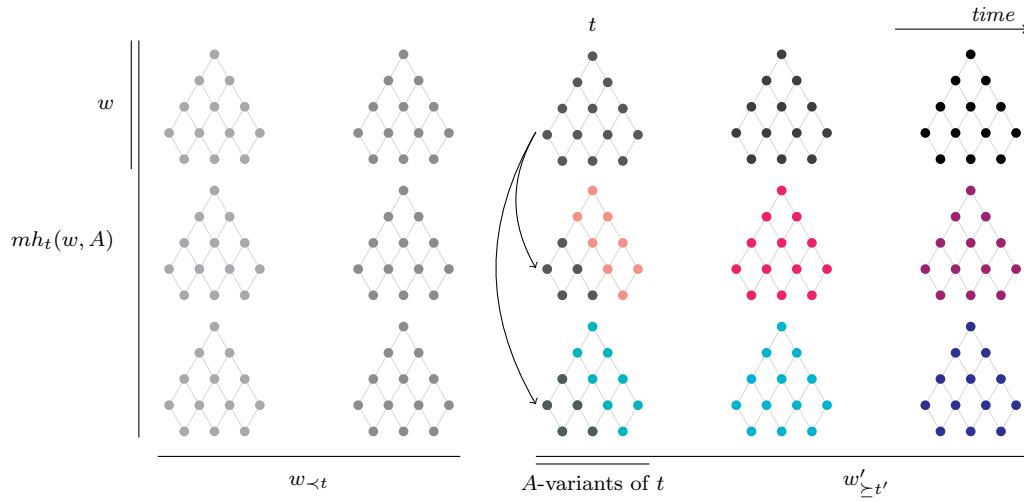 time
t
w
mh_t(w, A)
w_{≺t}
A-variants of t
w′_{⪰t′}